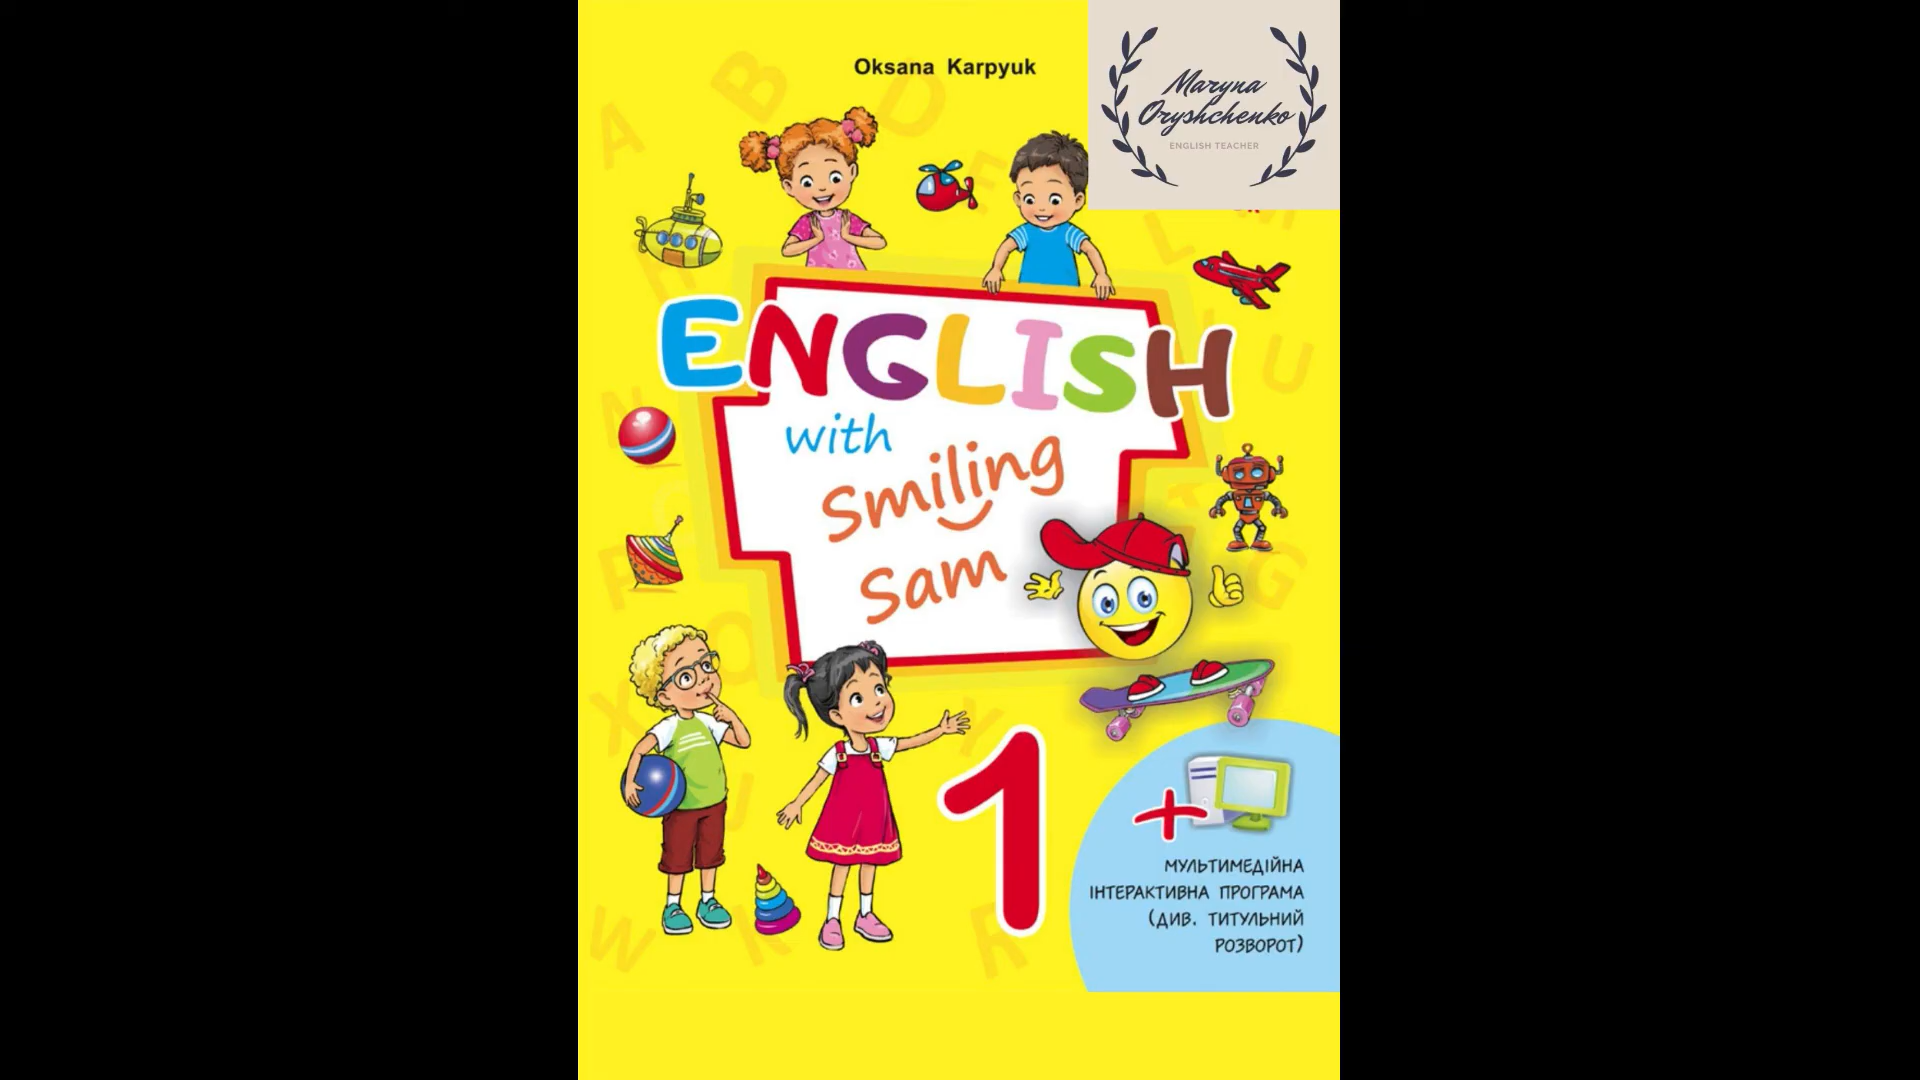 Oksana Karpyuk
Maryna
Oryshchenko
ENGLISH TEACHER
ENGLISH
with
Smiling
Sam
1
+
МУЛЬТИМЕДІЙНА
ІНТЕРАКТИВНА ПРОГРАМА
(ДИВ. ТИТУЛЬНИЙ
РОЗВОРОТ)